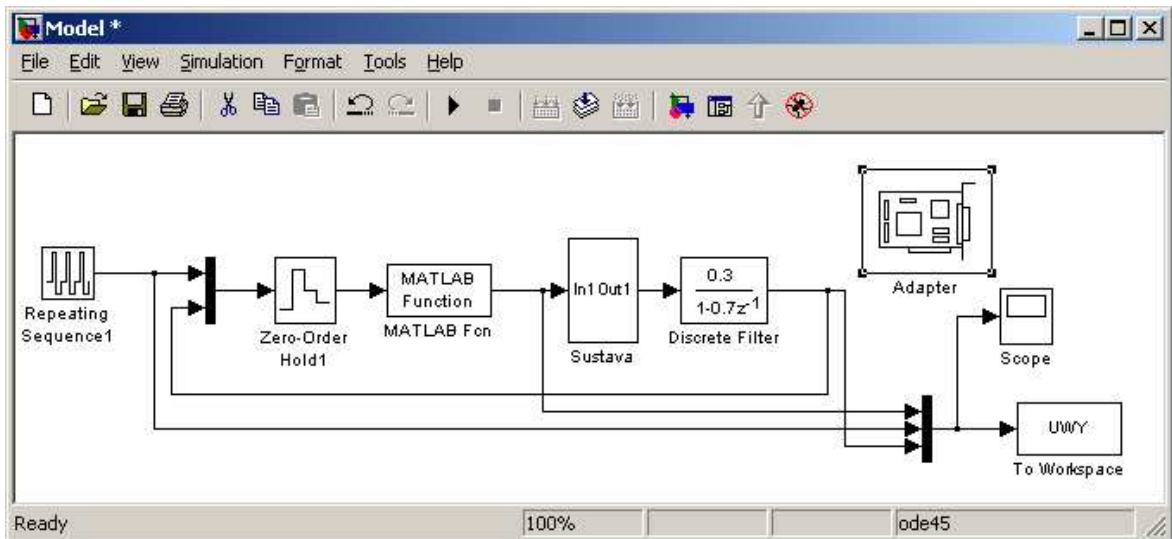 Model *
File Edit View Simulation Format Tools Help
Repeating
Sequence1
Zero-Order
Hold1
MATLAB
Function
MATLAB Fcn
In1 Out1
Sustava
0.3
1-0.7z-1
Discrete Filter
Adapter
Scope
UWY
To Workspace
Ready 100% ode45